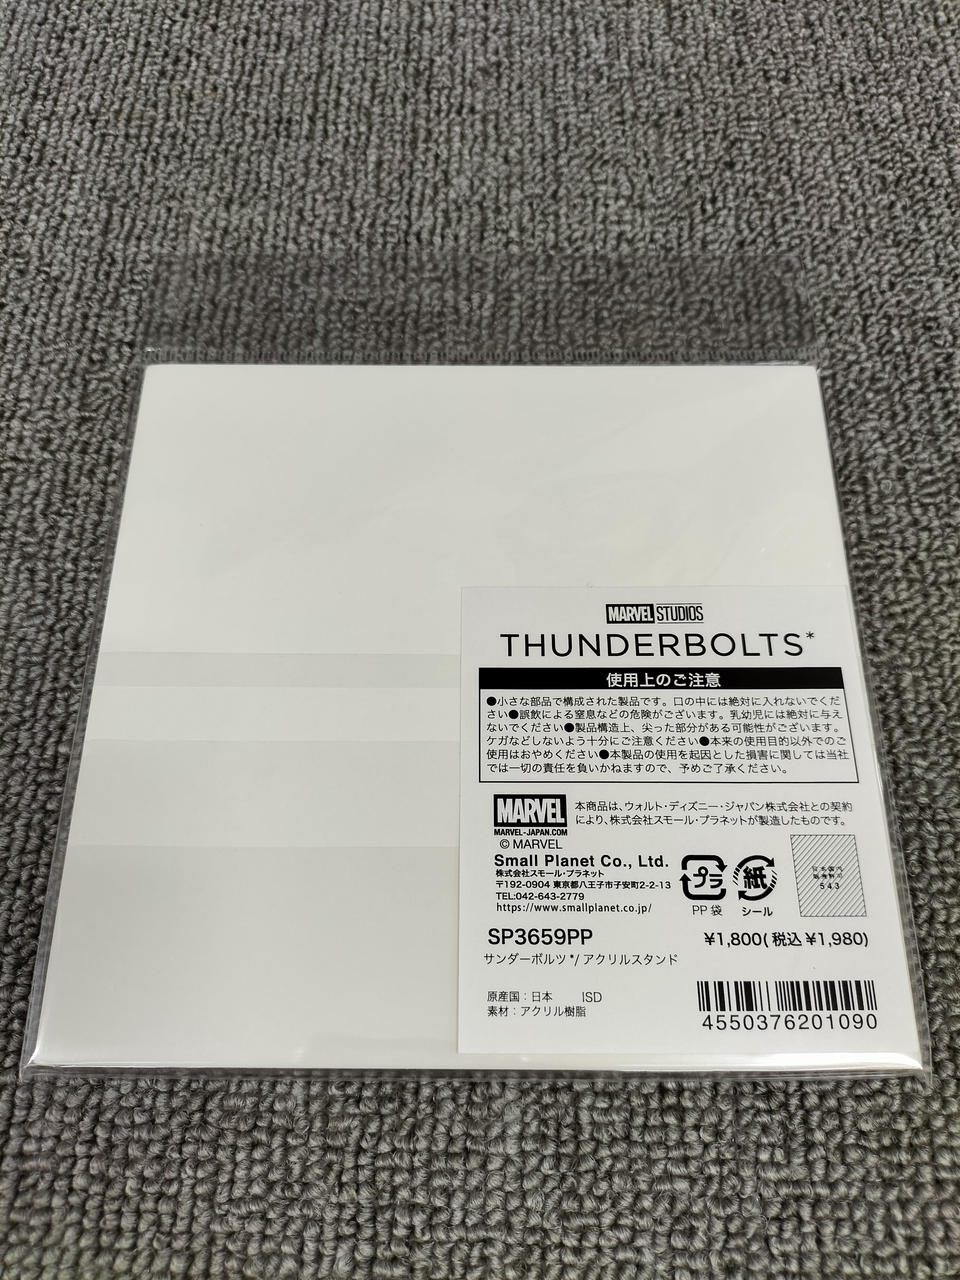 MARVEL STUDIOS
THUNDERBOLTS*
使用上のご注意
●小さな部品で構成された製品です。口の中には絶対に入れないでくだ
さい●誤飲による窒息などの危険がございます。乳幼児には絶対に与え
ないでください●製品構造上、尖った部分がある可能性がございます。
ケガなどしないよう十分にご注意ください●本来の使用目的以外でのご
使用はおやめください●本製品の使用を起因とした損害に関しては当社
では一切の責任を負いかねますので、予めご了承ください。
MARVEL
MARVEL-JAPAN.COM
© MARVEL
本商品は、ウォルト・ディズニー・ジャパン株式会社との契約
により、株式会社スモール・プラネットが製造したものです。
Small Planet Co., Ltd.
株式会社スモール・プラネット
〒192-0904 東京都八王子市子安町2-2-13
TEL:042-643-2779
https://www.smallplanet.co.jp/
プラ
PP袋
紙
シール
日本国内
販売許可
543
SP3659PP
¥1,800(税込¥1,980)
サンダーボルツ*/アクリルスタンド
原産国：日本 ISD
素材：アクリル樹脂
4550376201090